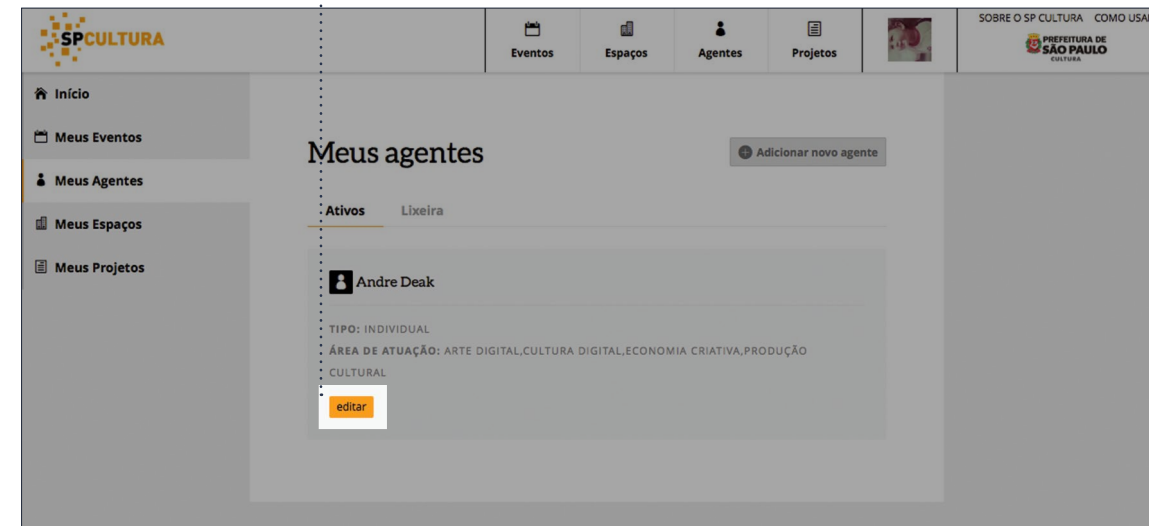 SPCULTURA
Eventos
Espaços
Agentes
Projetos
SOBRE O SP CULTURA COMO USAR
PREFEITURA DE
SÃO PAULO
CULTURA
Início
Meus Eventos
Meus Agentes
Meus Espaços
Meus Projetos
Meus agentes
Adicionar novo agente
Ativos Lixeira
Andre Deak
TIPO: INDIVIDUAL
ÁREA DE ATUAÇÃO: ARTE DIGITAL,CULTURA DIGITAL,ECONOMIA CRIATIVA,PRODUÇÃO
CULTURAL
editar